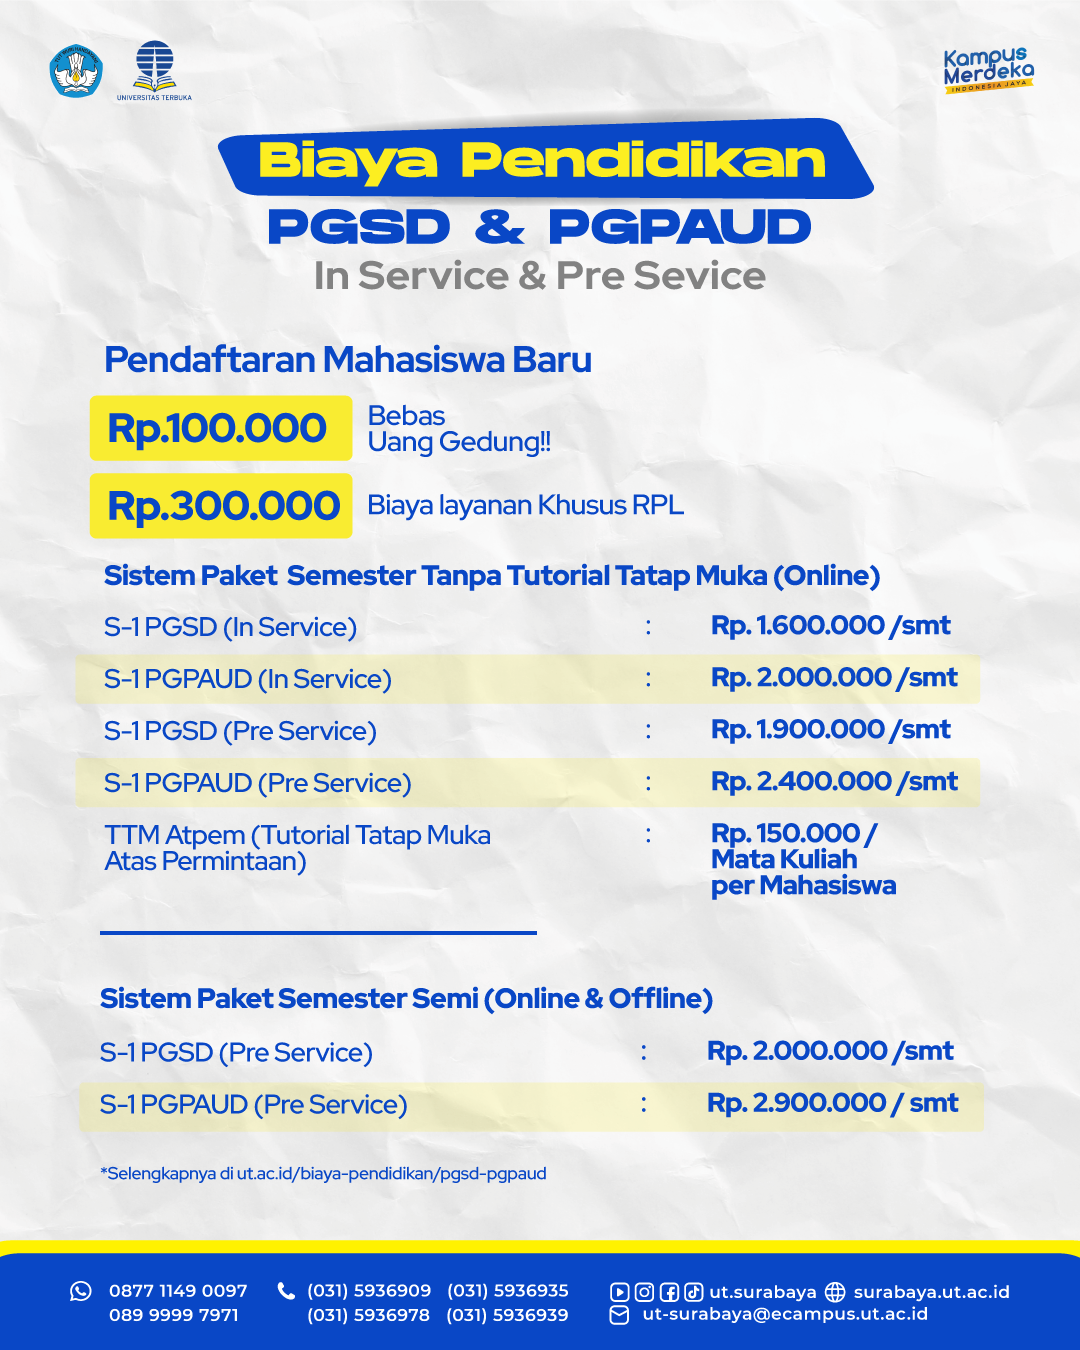 UNIVERSITAS TERBUKA
Kampus
Merdeka
INDONESIA JAYA
Biaya Pendidikan
PGSD & PGPAUD
In Service & Pre Sevice
Pendaftaran Mahasiswa Baru
Rp.100.000
Bebas
Uang Gedung!!
Rp.300.000 Biaya layanan Khusus RPL
Sistem Paket Semester Tanpa Tutorial Tatap Muka (Online)
S-1 PGSD (In Service) : Rp. 1.600.000 /smt
S-1 PGPAUD (In Service) : Rp. 2.000.000 /smt
S-1 PGSD (Pre Service) : Rp. 1.900.000 /smt
S-1 PGPAUD (Pre Service) : Rp. 2.400.000 /smt
TTM Atpem (Tutorial Tatap Muka : Rp. 150.000 /
Atas Permintaan) Mata Kuliah
per Mahasiswa
Sistem Paket Semester Semi (Online & Offline)
S-1 PGSD (Pre Service) : Rp. 2.000.000 /smt
S-1 PGPAUD (Pre Service) : Rp. 2.900.000 / smt
*Selengkapnya di ut.ac.id/biaya-pendidikan/pgsd-pgpaud
0877 1149 0097 (031) 5936909 (031) 5936935 ut.surabaya surabaya.ut.ac.id
089 9999 7971 (031) 5936978 (031) 5936939 ut-surabaya@ecampus.ut.ac.id